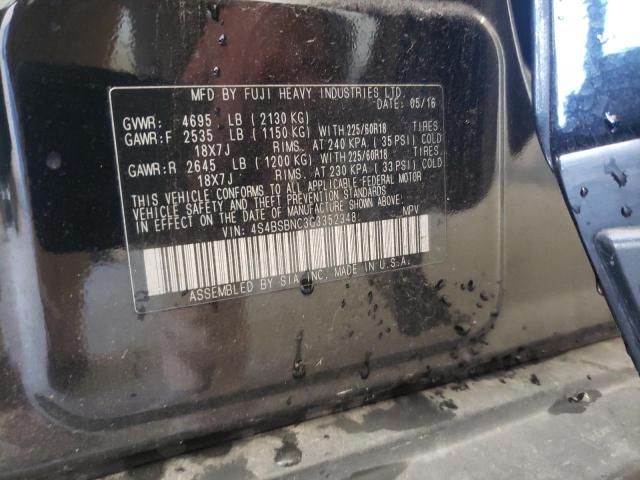 MFD BY FUJI HEAVY INDUSTRIES LTD.
DATE: 05/16
GVWR: 4695 LB ( 2130 KG)
GAWR:F 2535 LB ( 1150 KG) WITH 225/60R18 TIRES.
18X7J RIMS. AT 240 KPA ( 35 PSI) COLD
GAWR:R 2645 LB ( 1200 KG) WITH 225/60R18 TIRES.
18X7J RIMS. AT 230 KPA ( 33 PSI) COLD
THIS VEHICLE CONFORMS TO ALL APPLICABLE FEDERAL MOTOR
VEHICLE SAFETY AND THEFT PREVENTION STANDARDS
IN EFFECT ON THE DATE OF MANUFACTURE SHOWN ABOVE.
VIN: 4S4BSBNC3G3352348 MPV
ASSEMBLED BY SIA INC. MADE IN U.S.A.